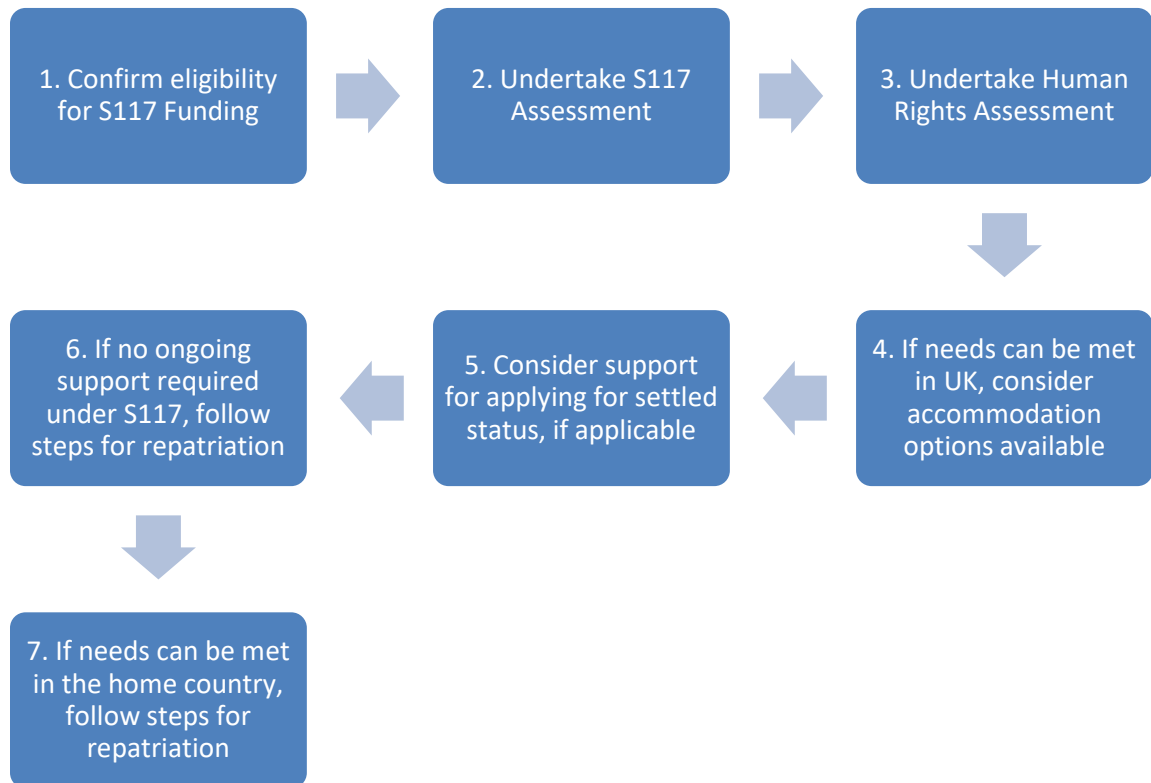 1. Confirm eligibility
for S117 Funding
2. Undertake S117
Assessment
3. Undertake Human
Rights Assessment
4. If needs can be met
in UK, consider
accommodation
options available
5. Consider support
for applying for settled
status, if applicable
6. If no ongoing
support required
under S117, follow
steps for repatriation
7. If needs can be met
in the home country,
follow steps for
repatriation